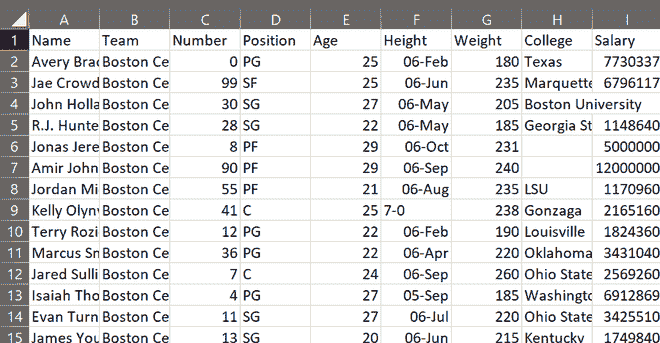 A B C D E F G H I
1 Name Team Number Position Age Height Weight College Salary
2 Avery Brad Boston Ce 0 PG 25 06-Feb 180 Texas 7730337
3 Jae Crowd Boston Ce 99 SF 25 06-Jun 235 Marquette 6796117
4 John Holla Boston Ce 30 SG 27 06-May 205 Boston University
5 R.J. Hunte Boston Ce 28 SG 22 06-May 185 Georgia St 1148640
6 Jonas Jere Boston Ce 8 PF 29 06-Oct 231 5000000
7 Amir John Boston Ce 90 PF 29 06-Sep 240 12000000
8 Jordan Mi Boston Ce 55 PF 21 06-Aug 235 LSU 1170960
9 Kelly Olyn Boston Ce 41 C 25 7-0 238 Gonzaga 2165160
10 Terry Rozi Boston Ce 12 PG 22 06-Feb 190 Louisville 1824360
11 Marcus Sn Boston Ce 36 PG 22 06-Apr 220 Oklahoma 3431040
12 Jared Sulli Boston Ce 7 C 24 06-Sep 260 Ohio State 2569260
13 Isaiah Tho Boston Ce 4 PG 27 05-Sep 185 Washingto 6912869
14 Evan Turn Boston Ce 11 SG 27 06-Jul 220 Ohio State 3425510
15 James You Boston Ce 13 SG 20 06-Jun 215 Kentucky 1749840